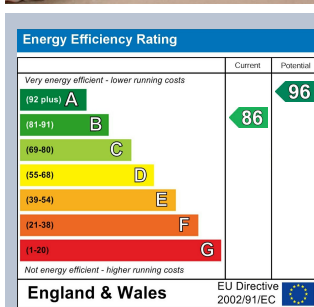 Energy Efficiency Rating
Current Potential
Very energy efficient - lower running costs
(92 plus) A
96
(81-91) B
86
(69-80) C
(55-68) D
(39-54) E
(21-38) F
(1-20) G
Not energy efficient - higher running costs
England & Wales
EU Directive
2002/91/EC